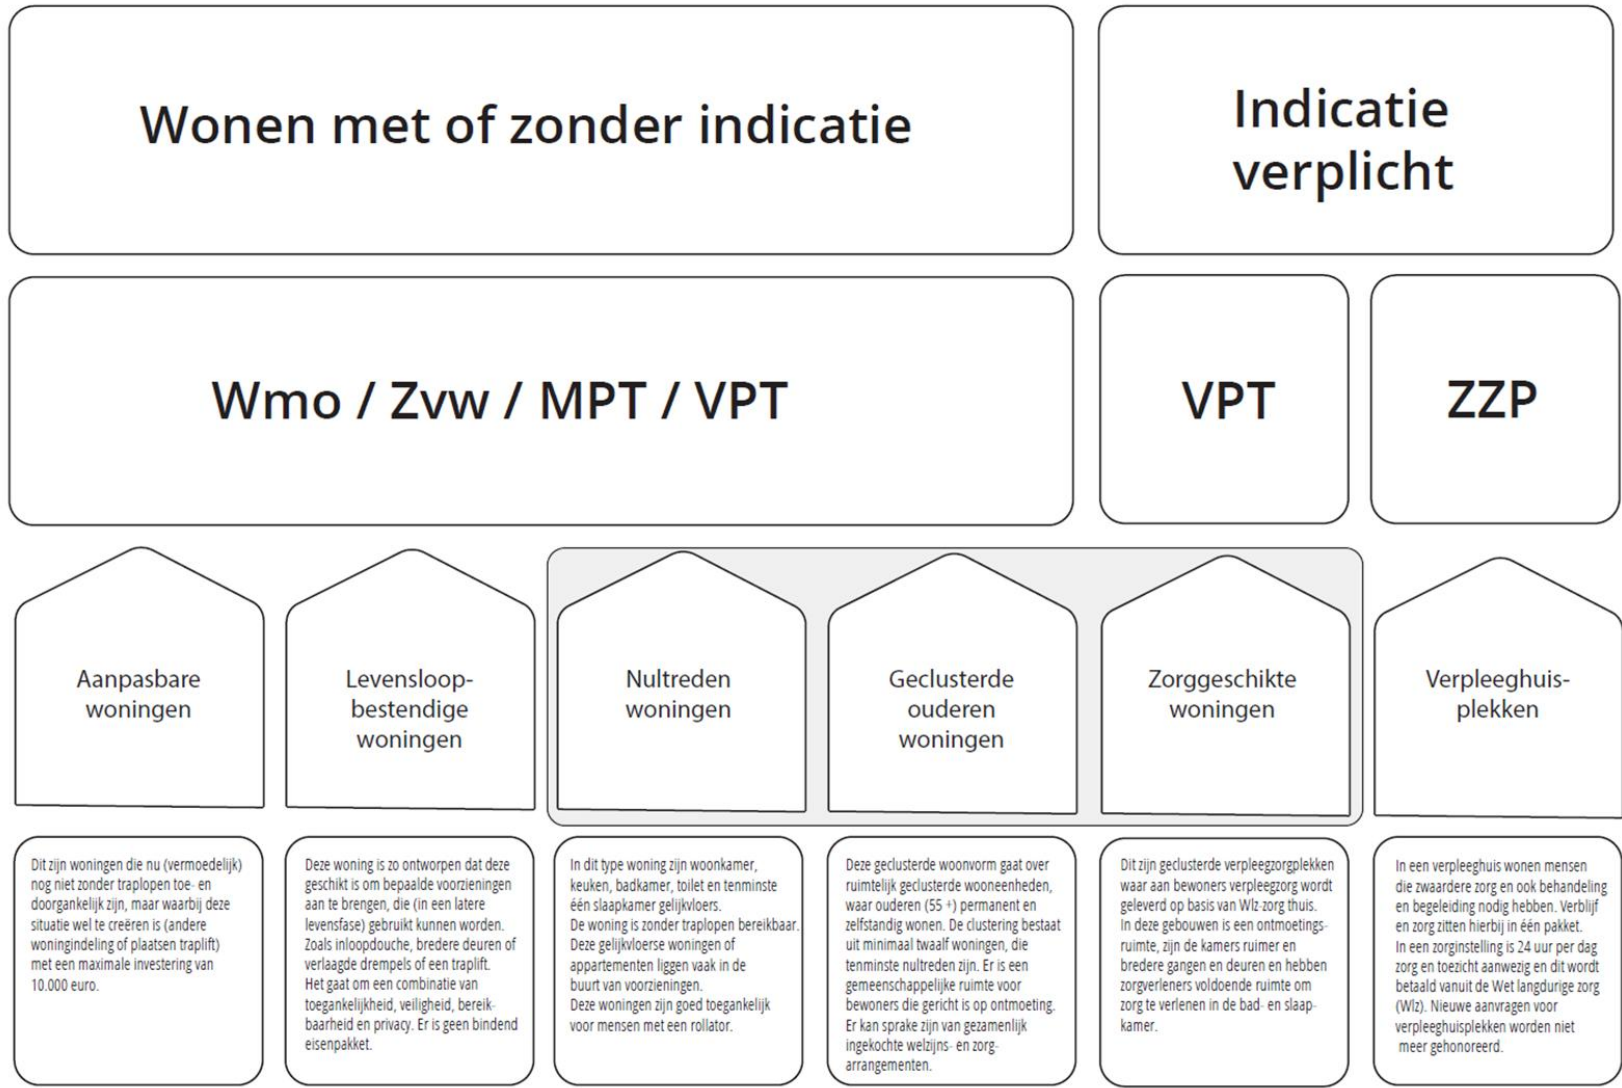 Wonen met of zonder indicatie
Indicatie
verplicht
Wmo / Zvw / MPT / VPT
VPT
ZZP
Aanpasbare
woningen
Levensloop-
bestendige
woningen
Nultreden
woningen
Geclusterde
ouderen
woningen
Zorggeschikte
woningen
Verpleeghuis-
plekken
Dit zijn woningen die nu (vermoedelijk)
nog niet zonder traplopen toe- en
doorgankelijk zijn, maar waarbij deze
situatie wel te creëren is (andere
woningindeling of plaatsen traplift)
met een maximale investering van
10.000 euro.
Deze woning is zo ontworpen dat deze
geschikt is om bepaalde voorzieningen
aan te brengen, die (in een latere
levensfase) gebruikt kunnen worden.
Zoals inloopdouche, bredere deuren of
verlaagde drempels of een traplift.
Het gaat om een combinatie van
toegankelijkheid, veiligheid, bereik-
baarheid en privacy. Er is geen bindend
eisenpakket.
In dit type woning zijn woonkamer,
keuken, badkamer, toilet en tenminste
één slaapkamer gelijkvloers.
De woning is zonder traplopen bereikbaar.
Deze gelijkvloerse woningen of
appartementen liggen vaak in de
buurt van voorzieningen.
Deze woningen zijn goed toegankelijk
voor mensen met een rollator.
Deze geclusterde woonvorm gaat over
ruimtelijk geclusterde wooneenheden,
waar ouderen (55 +) permanent en
zelfstandig wonen. De clustering bestaat
uit minimaal twaalf woningen, die
tenminste nultreden zijn. Er is een
gemeenschappelijke ruimte voor
bewoners die gericht is op ontmoeting.
Er kan sprake zijn van gezamenlijk
ingekochte welzijns- en zorg-
arrangementen.
Dit zijn geclusterde verpleegzorgplekken
waar aan bewoners verpleegzorg wordt
geleverd op basis van Wlz-zorg thuis.
In deze gebouwen is een ontmoetings-
ruimte, zijn de kamers ruimer en
bredere gangen en deuren en hebben
zorgverleners voldoende ruimte om
zorg te verlenen in de bad- en slaap-
kamer.
In een verpleeghuis wonen mensen
die zwaardere zorg en ook behandeling
en begeleiding nodig hebben. Verblijf
en zorg zitten hierbij in één pakket.
In een zorginstelling is 24 uur per dag
zorg en toezicht aanwezig en dit wordt
betaald vanuit de Wet langdurige zorg
(Wlz). Nieuwe aanvragen voor
verpleeghuisplekken worden niet
meer gehonoreerd.